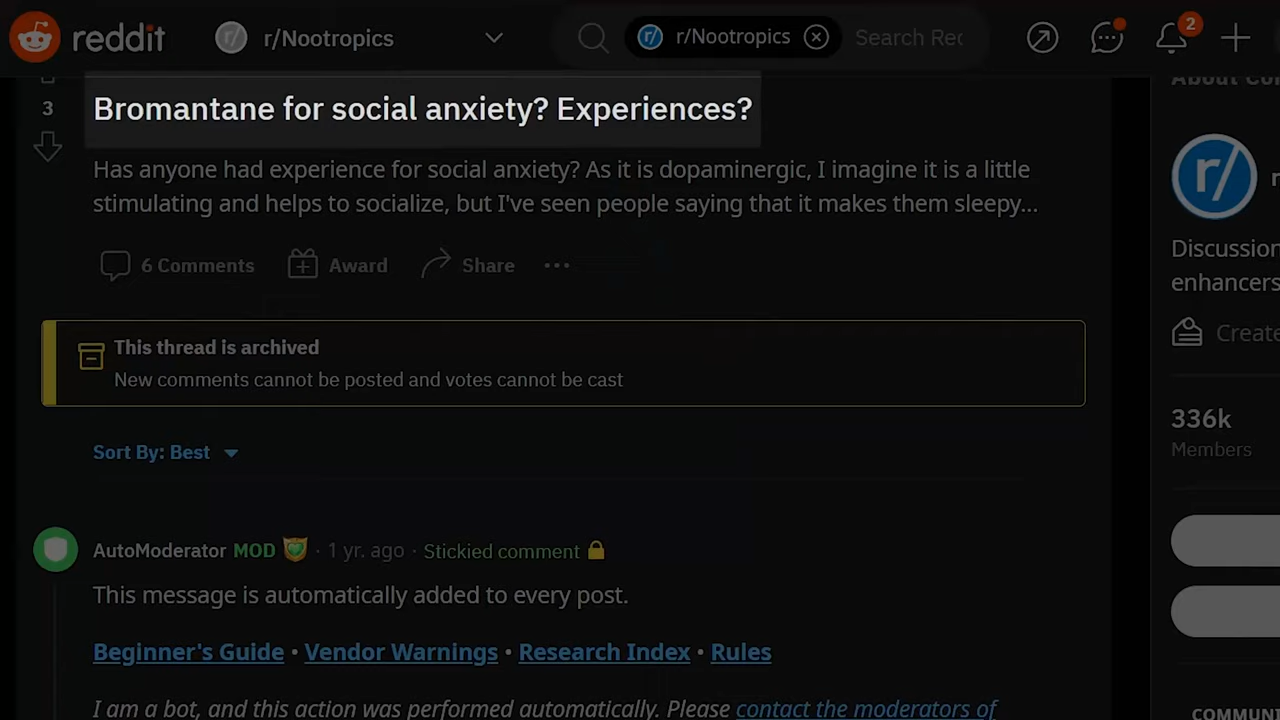 reddit
r/Nootropics
r/Nootropics
2
3
Bromantane for social anxiety? Experiences?
Has anyone had experience for social anxiety? As it is dopaminergic, I imagine it is a little
stimulating and helps to socialize, but I've seen people saying that it makes them sleepy...
6 Comments
Award
Share
This thread is archived
New comments cannot be posted and votes cannot be cast
Sort By: Best
AutoModerator MOD · 1 yr. ago · Stickied comment
This message is automatically added to every post.
Beginner's Guide • Vendor Warnings • Research Index • Rules
I am a bot, and this action was performed automatically. Please contact the moderators of
r/
Discussion
enhancers
336k
Members